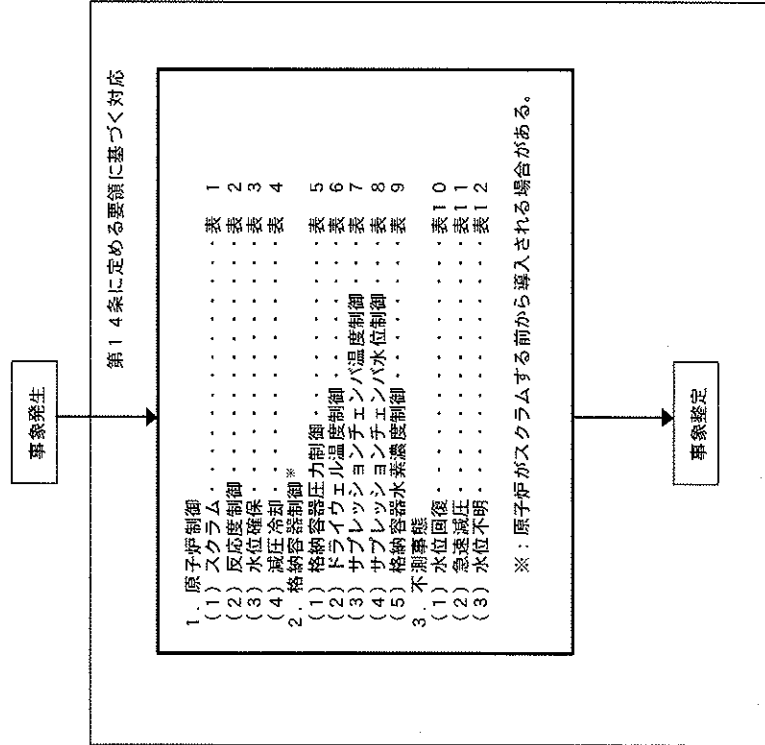 事象発生
第14条に定める要領に基づく対応
1．原子炉制御
(1) スクラム・・・・・・・・・・・・・・表 1
(2) 反応度制御・・・・・・・・・・・・・表 2
(3) 水位確保・・・・・・・・・・・・・・表 3
(4) 減圧冷却・・・・・・・・・・・・・・表 4
2．格納容器制御※
(1) 格納容器圧力制御・・・・・・・・・・表 5
(2) ドライウェル温度制御・・・・・・・・表 6
(3) サプレッションチェンバ温度制御・・・表 7
(4) サプレッションチェンバ水位制御・・・表 8
(5) 格納容器水素濃度制御・・・・・・・・表 9
3．不測事態
(1) 水位回復・・・・・・・・・・・・・・表10
(2) 急速減圧・・・・・・・・・・・・・・表11
(3) 水位不明・・・・・・・・・・・・・・表12
※：原子炉がスクラムする前から導入される場合がある。
事象整定